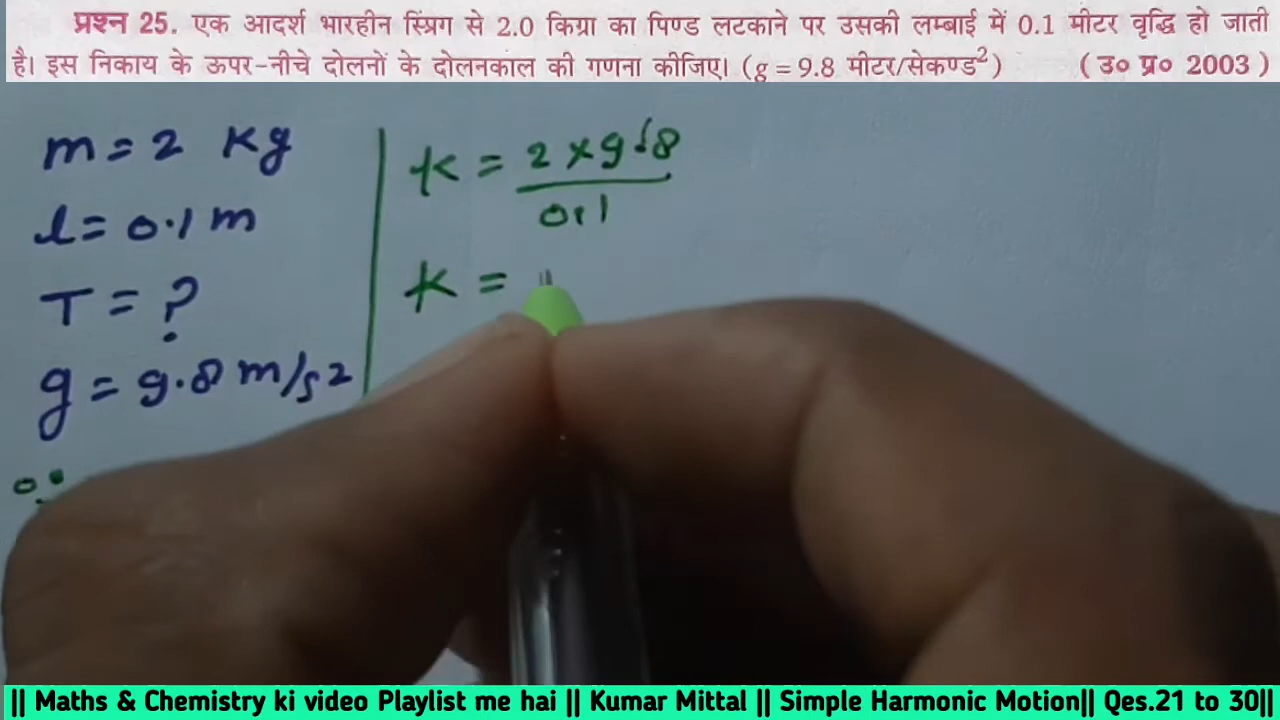 प्रश्न 25. एक आदर्श भारहीन स्प्रिंग से 2.0 किग्रा का पिण्ड लटकाने पर उसकी लम्बाई में 0.1 मीटर वृद्धि हो जाती
है। इस निकाय के ऊपर-नीचे दोलनों के दोलनकाल की गणना कीजिए। (g = 9.8 मीटर/सेकण्ड²) (उ० प्र० 2003)
m = 2 Kg
l = 0.1 m
T = ?
g = 9.8 m/s2
K = 2 × 9.8
0.1
K =
|| Maths & Chemistry ki video Playlist me hai || Kumar Mittal || Simple Harmonic Motion|| Qes.21 to 30||